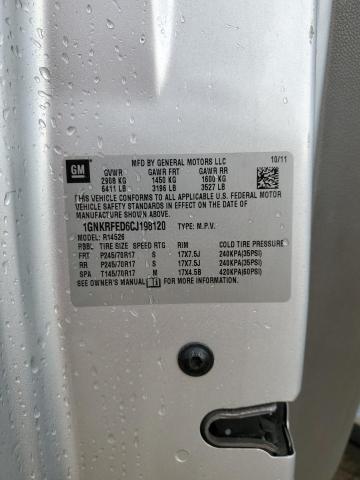 GM
MFD BY GENERAL MOTORS LLC 10/11
GVWR GAWR FRT GAWR RR
2908 KG 1450 KG 1600 KG
6411 LB 3196 LB 3527 LB
THIS VEHICLE CONFORMS TO ALL APPLICABLE U.S. FEDERAL MOTOR
VEHICLE SAFETY STANDARDS IN EFFECT ON THE DATE OF
MANUFACTURE SHOWN ABOVE.
1GNKRFED6CJ198120 TYPE: M.P.V.
MODEL: R14526
TIRE SIZE SPEED RTG RIM COLD TIRE PRESSURE
FRT P245/70R17 S 17X7.5J 240KPA(35PSI)
RR P245/70R17 S 17X7.5J 240KPA(35PSI)
SPA T145/70R17 M 17X4.5B 420KPA(60PSI)
SEE OWNER'S MANUAL FOR MORE INFORMATION.